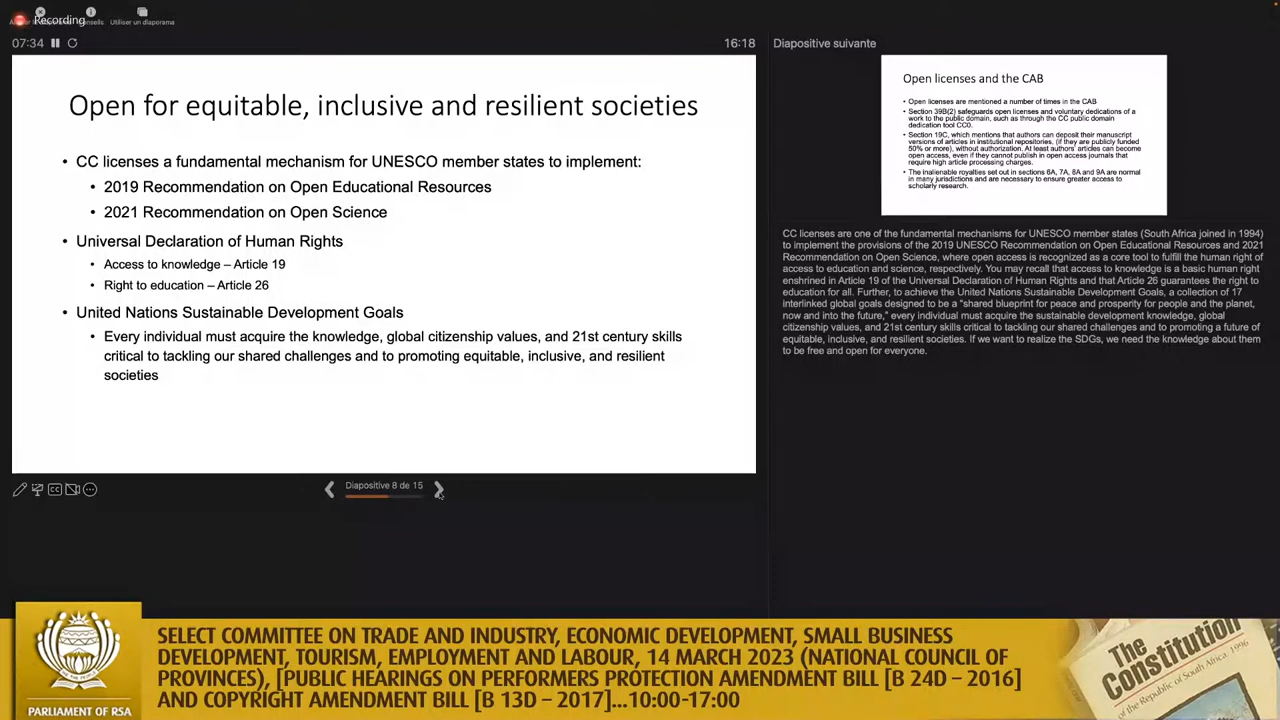 Recording
Utiliser un diaporama
07:34
16:18
Diapositive suivante
Open for equitable, inclusive and resilient societies
• CC licenses a fundamental mechanism for UNESCO member states to implement:
• 2019 Recommendation on Open Educational Resources
• 2021 Recommendation on Open Science
• Universal Declaration of Human Rights
• Access to knowledge – Article 19
• Right to education – Article 26
• United Nations Sustainable Development Goals
• Every individual must acquire the knowledge, global citizenship values, and 21st century skills
critical to tackling our shared challenges and to promoting equitable, inclusive, and resilient
societies
Diapositive 8 de 15
Open licenses and the CAB
• Open licenses are mentioned a number of times in the CAB
• Section 39B(2) safeguards open licenses and voluntary dedications of a
work to the public domain, such as through the CC public domain
dedication tool CC0.
• Section 19C, which mentions that authors can deposit their manuscript
versions of articles in institutional repositories, (if they are publicly funded
50% or more), without authorization. At least authors' articles can become
open access, even if they cannot publish in open access journals that
require high article processing charges.
• The inalienable royalties set out in sections 6A, 7A, 8A and 9A are normal
in many jurisdictions and are necessary to ensure greater access to
scholarly research.
CC licenses are one of the fundamental mechanisms for UNESCO member states (South Africa joined in 1994)
to implement the provisions of the 2019 UNESCO Recommendation on Open Educational Resources and 2021
Recommendation on Open Science, where open access is recognized as a core tool to fulfill the human right of
access to education and science, respectively. You may recall that access to knowledge is a basic human right
enshrined in Article 19 of the Universal Declaration of Human Rights and that Article 26 guarantees the right to
education for all. Further, to achieve the United Nations Sustainable Development Goals, a collection of 17
interlinked global goals designed to be a "shared blueprint for peace and prosperity for people and the planet,
now and into the future," every individual must acquire the sustainable development knowledge, global
citizenship values, and 21st century skills critical to tackling our shared challenges and to promoting a future of
equitable, inclusive, and resilient societies. If we want to realize the SDGs, we need the knowledge about them
to be free and open for everyone.
PARLIAMENT OF RSA
SELECT COMMITTEE ON TRADE AND INDUSTRY, ECONOMIC DEVELOPMENT, SMALL BUSINESS
DEVELOPMENT, TOURISM, EMPLOYMENT AND LABOUR, 14 MARCH 2023 (NATIONAL COUNCIL OF
PROVINCES), [PUBLIC HEARINGS ON PERFORMERS PROTECTION AMENDMENT BILL [B 24D – 2016]
AND COPYRIGHT AMENDMENT BILL [B 13D – 2017]...10:00-17:00
The
Constitution
of the Republic of South Africa, 1996